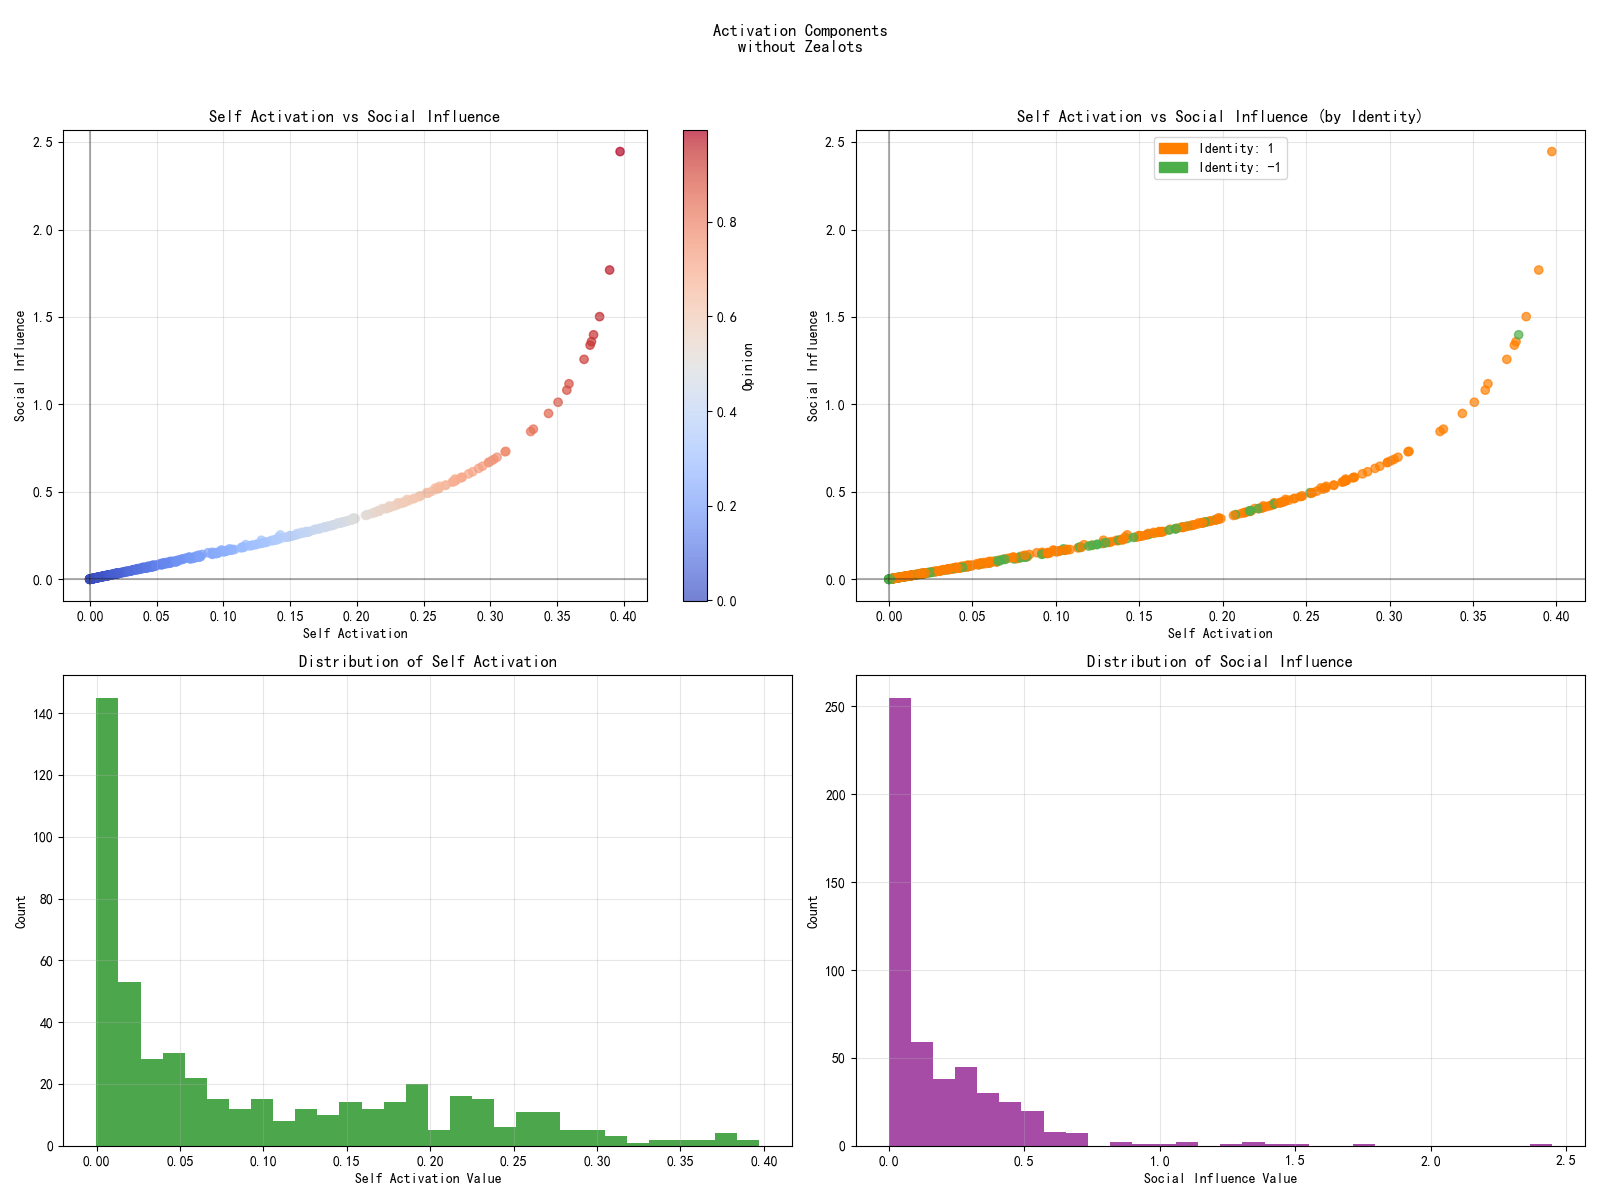 Activation Components
without Zealots
Self Activation vs Social Influence
2.5
2.0
1.5
1.0
0.5
0.0
Social Influence
0.00 0.05 0.10 0.15 0.20 0.25 0.30 0.35 0.40
Self Activation
0.8
0.6
0.4
0.2
0.0
Opinion
Self Activation vs Social Influence (by Identity)
Identity: 1
Identity: -1
2.5
2.0
1.5
1.0
0.5
0.0
Social Influence
0.00 0.05 0.10 0.15 0.20 0.25 0.30 0.35 0.40
Self Activation
Distribution of Self Activation
140
120
100
80
60
40
20
0
Count
0.00 0.05 0.10 0.15 0.20 0.25 0.30 0.35 0.40
Self Activation Value
Distribution of Social Influence
250
200
150
100
50
0
Count
0.0 0.5 1.0 1.5 2.0 2.5
Social Influence Value